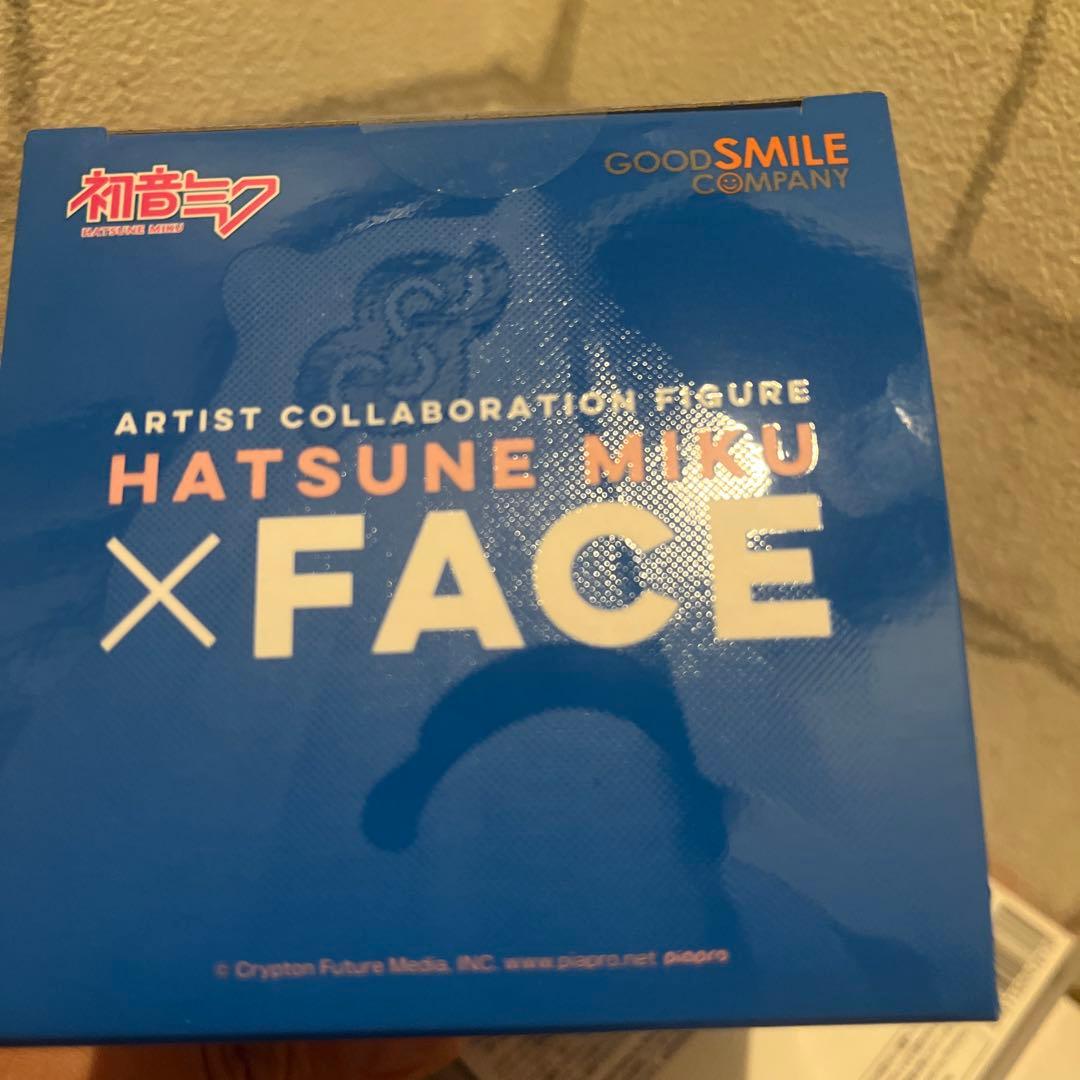 初音ミク
HATSUNE MIKU
GOOD SMILE
COMPANY
ARTIST COLLABORATION FIGURE
HATSUNE MIKU
×FACE
© Crypton Future Media, INC. www.piapro.net piapro